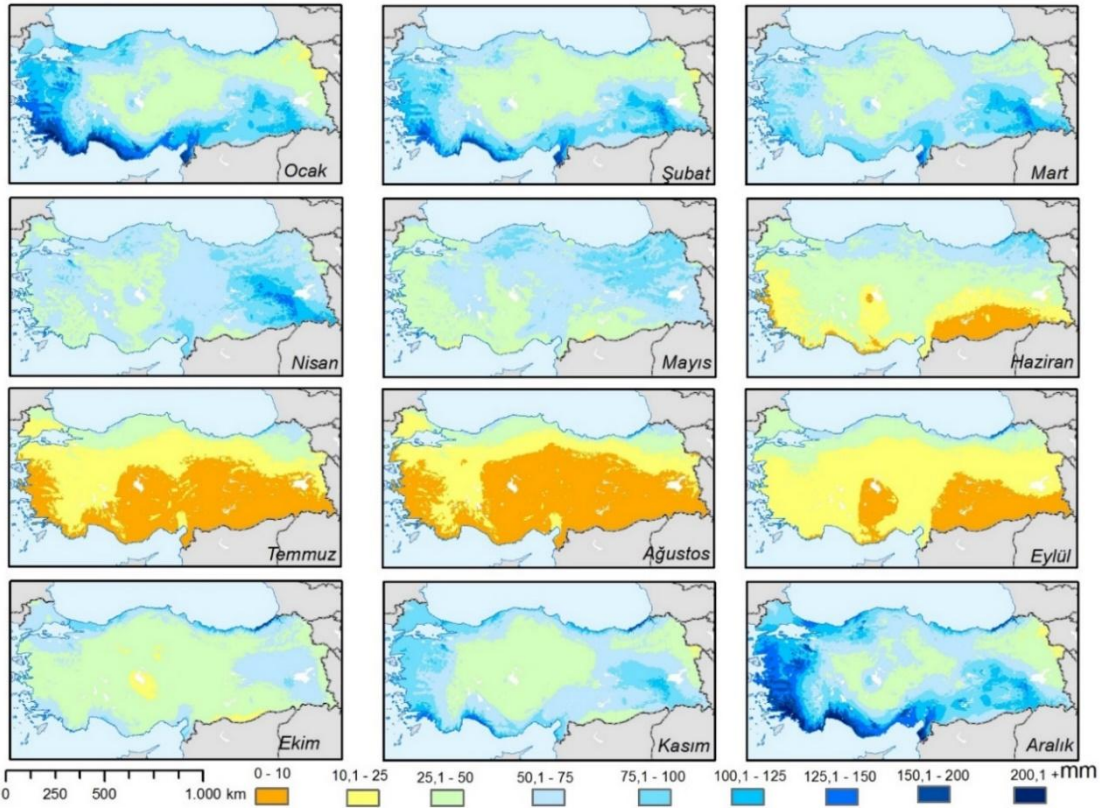 Ocak
Şubat
Mart
Nisan
Mayıs
Haziran
Temmuz
Ağustos
Eylül
Ekim
Kasım
Aralık
0 250 500 1.000 km
0 - 10 10,1 - 25 25,1 - 50 50,1 - 75 75,1 - 100 100,1 - 125 125,1 - 150 150,1 - 200 200,1 + mm